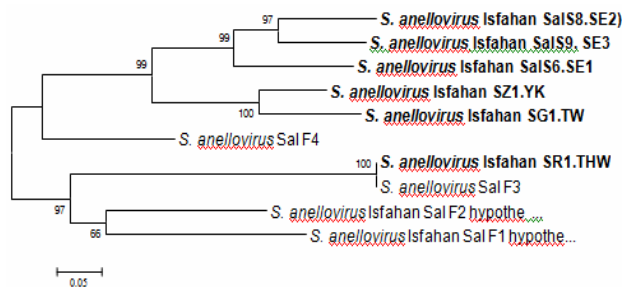 97
S. anellovirus Isfahan SalS8.SE2)
S. anellovirus Isfahan SalS9. SE3
99
99
S. anellovirus Isfahan SalS6.SE1
S. anellovirus Isfahan SZ1.YK
100
S. anellovirus Isfahan SG1.TW
S. anellovirus Sal F4
S. anellovirus Isfahan SR1.THW
100
S. anellovirus Sal F3
97
S. anellovirus Isfahan Sal F2 hypothe ...
66
S. anellovirus Isfahan Sal F1 hypothe...
0.05